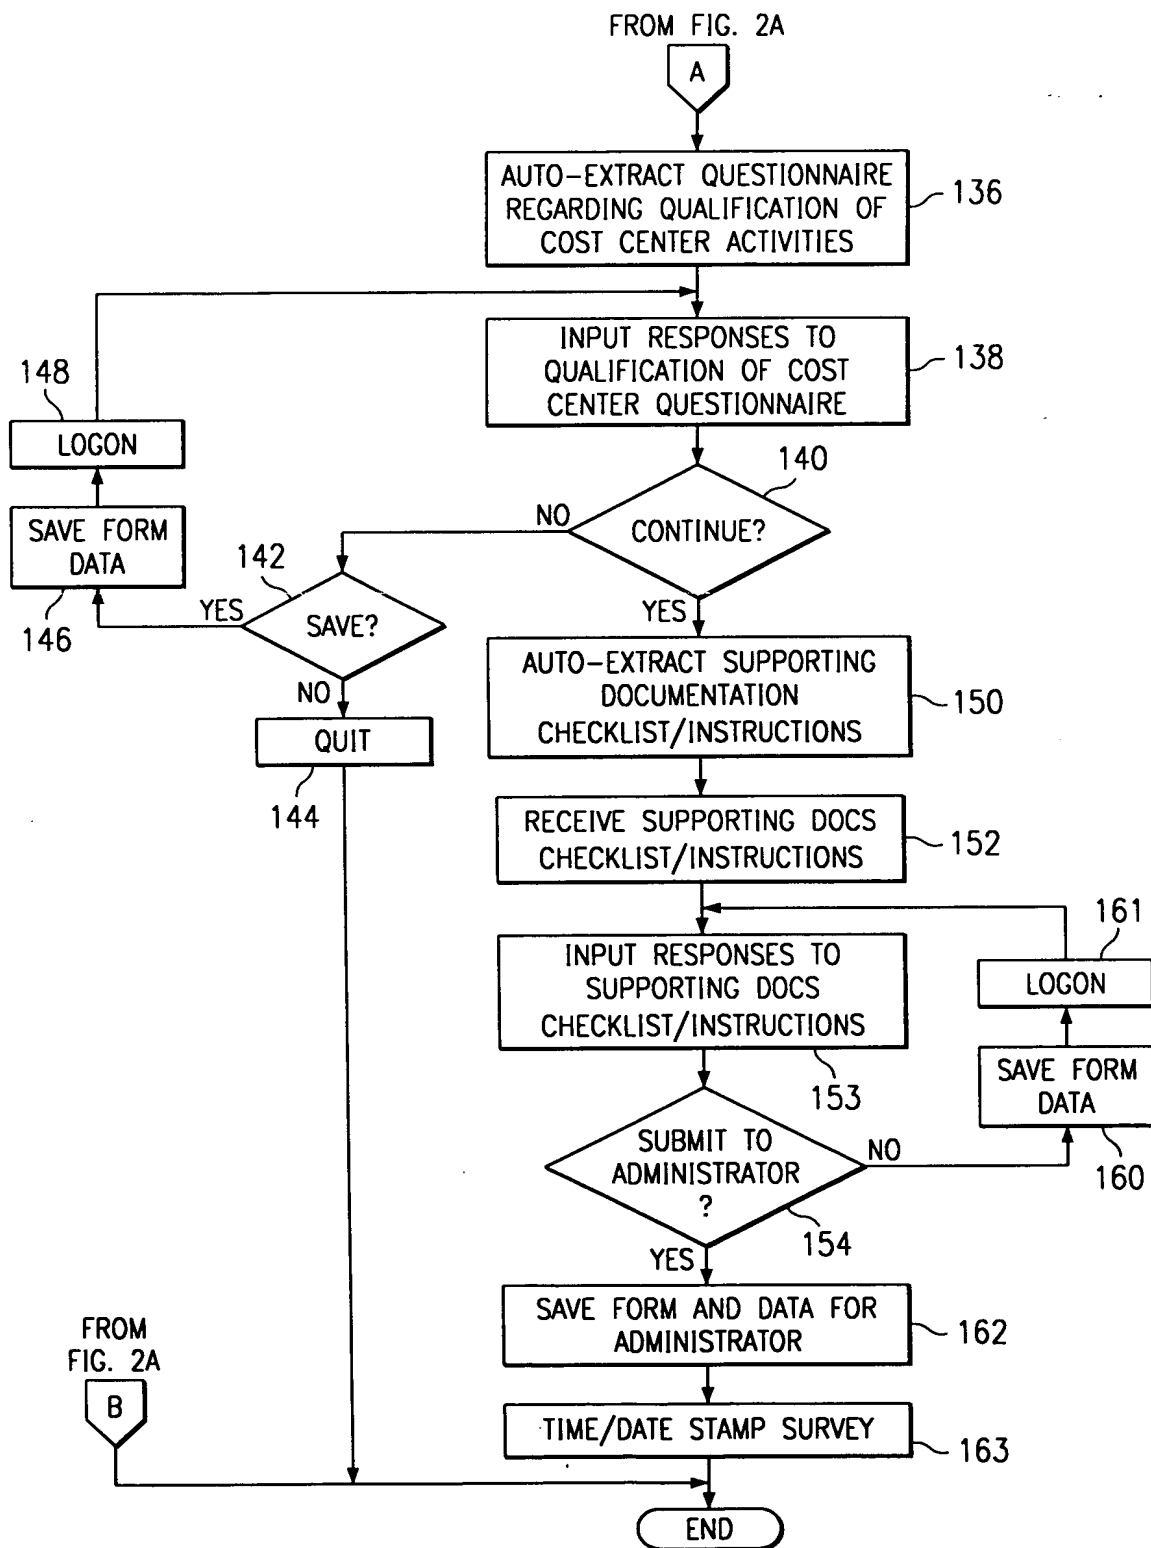 FROM FIG. 2A
A
AUTO-EXTRACT QUESTIONNAIRE
REGARDING QUALIFICATION OF
COST CENTER ACTIVITIES
136
INPUT RESPONSES TO
QUALIFICATION OF COST
CENTER QUESTIONNAIRE
138
148
LOGON
140
CONTINUE?
NO
YES
SAVE FORM
DATA
146
142
SAVE?
YES
NO
QUIT
144
AUTO-EXTRACT SUPPORTING
DOCUMENTATION
CHECKLIST/INSTRUCTIONS
150
RECEIVE SUPPORTING DOCS
CHECKLIST/INSTRUCTIONS
152
INPUT RESPONSES TO
SUPPORTING DOCS
CHECKLIST/INSTRUCTIONS
153
161
LOGON
SAVE FORM
DATA
160
SUBMIT TO
ADMINISTRATOR
?
NO
154
YES
SAVE FORM AND DATA FOR
ADMINISTRATOR
162
FROM
FIG. 2A
B
TIME/DATE STAMP SURVEY
163
END